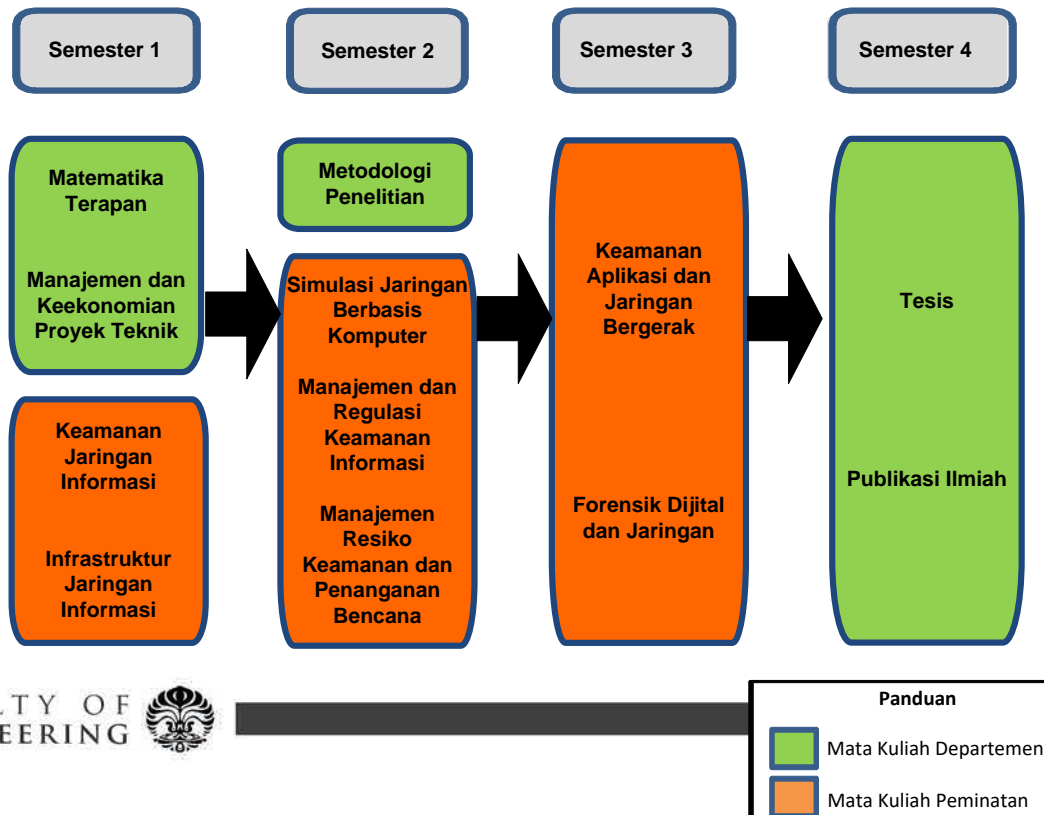 Semester 1
Semester 2
Semester 3
Semester 4
Matematika
Terapan
Manajemen dan
Keekonomian
Proyek Teknik
Keamanan
Jaringan
Informasi
Infrastruktur
Jaringan
Informasi
Metodologi
Penelitian
Simulasi Jaringan
Berbasis
Komputer
Manajemen dan
Regulasi
Keamanan
Informasi
Manajemen
Resiko
Keamanan dan
Penanganan
Bencana
Keamanan
Aplikasi dan
Jaringan
Bergerak
Forensik Dijital
dan Jaringan
Tesis
Publikasi Ilmiah
LTY OF
EERING
Panduan
Mata Kuliah Departemen
Mata Kuliah Peminatan